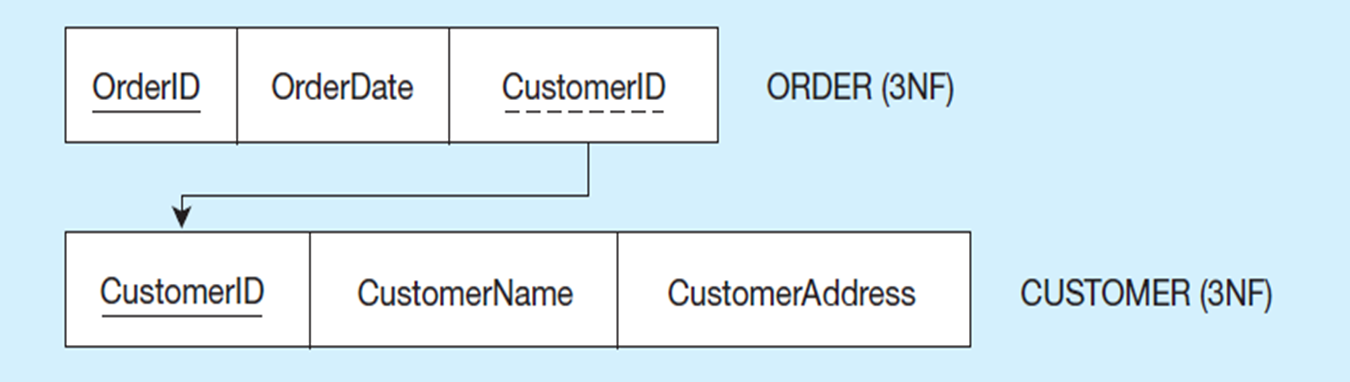 OrderID OrderDate CustomerID ORDER (3NF)
CustomerID CustomerName CustomerAddress CUSTOMER (3NF)